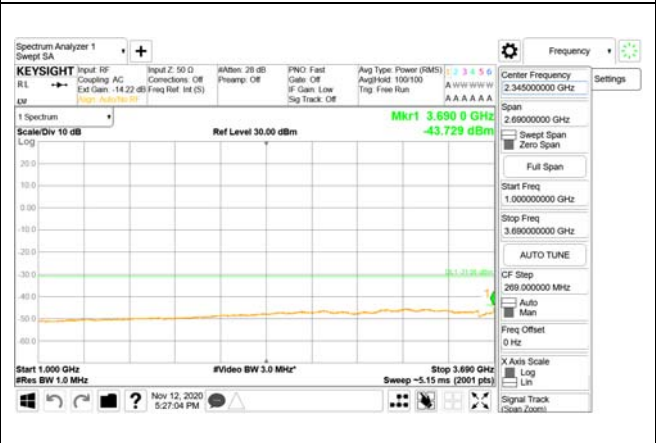 Spectrum Analyzer 1
Swept SA
+
Frequency
KEYSIGHT
RL
Input: RF
Coupling: AC
Ext Gain: -14.22 dB
Align: Auto/No RF
Input Z: 50 Ω
Corrections: Off
Freq Ref: Int (S)
#Atten: 28 dB
Preamp: Off
PNO: Fast
Gate: Off
IF Gain: Low
Sig Track: Off
Avg Type: Power (RMS)
Avg|Hold: 100/100
Trig: Free Run
1 2 3 4 5 6
A W W W W W
A A A A A A
1 Spectrum
Scale/Div 10 dB
Log
Ref Level 30.00 dBm
Mkr1 3.690 0 GHz
-43.729 dBm
20.0
10.0
0.00
-10.0
-20.0
-30.0
-40.0
-50.0
-60.0
1
Start 1.000 GHz
#Res BW 1.0 MHz
#Video BW 3.0 MHz*
Stop 3.690 GHz
Sweep ~5.15 ms (2001 pts)
?
Nov 12, 2020
5:27:04 PM
Center Frequency
2.345000000 GHz
Settings
Span
2.69000000 GHz
Swept Span
Zero Span
Full Span
Start Freq
1.000000000 GHz
Stop Freq
3.690000000 GHz
AUTO TUNE
CF Step
269.000000 MHz
Auto
Man
Freq Offset
0 Hz
X Axis Scale
Log
Lin
Signal Track
(Span Zoom)